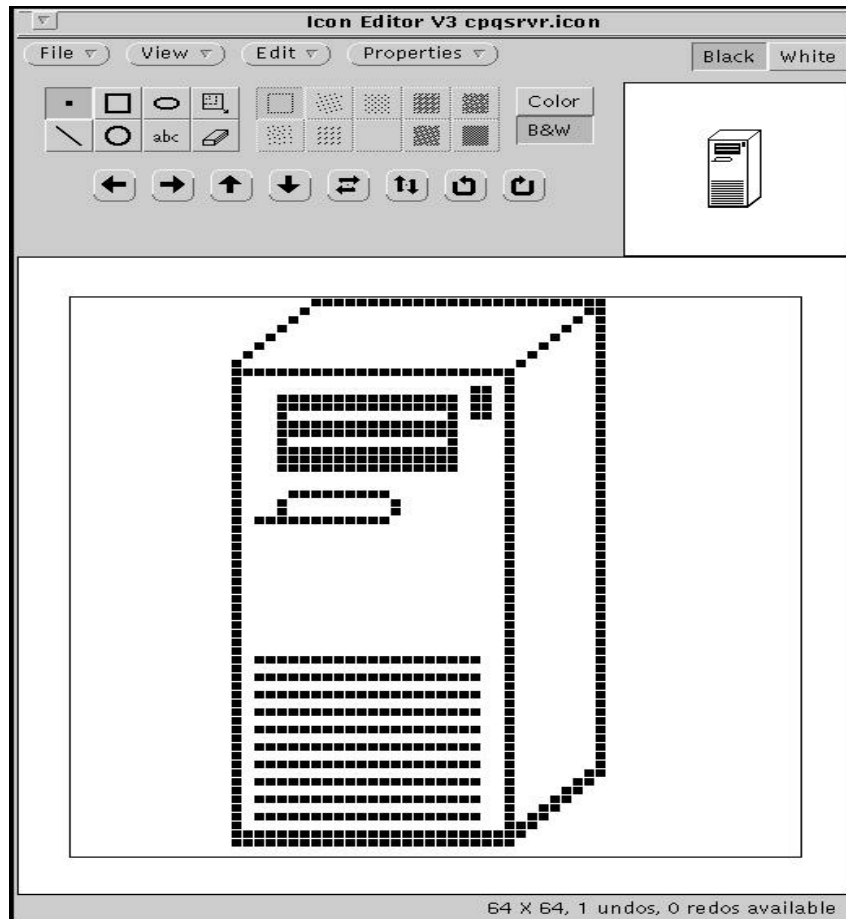 Icon Editor V3 cpqsrvr.icon
File View Edit Properties Black White
Color
abc B&W
64 X 64, 1 undos, 0 redos available